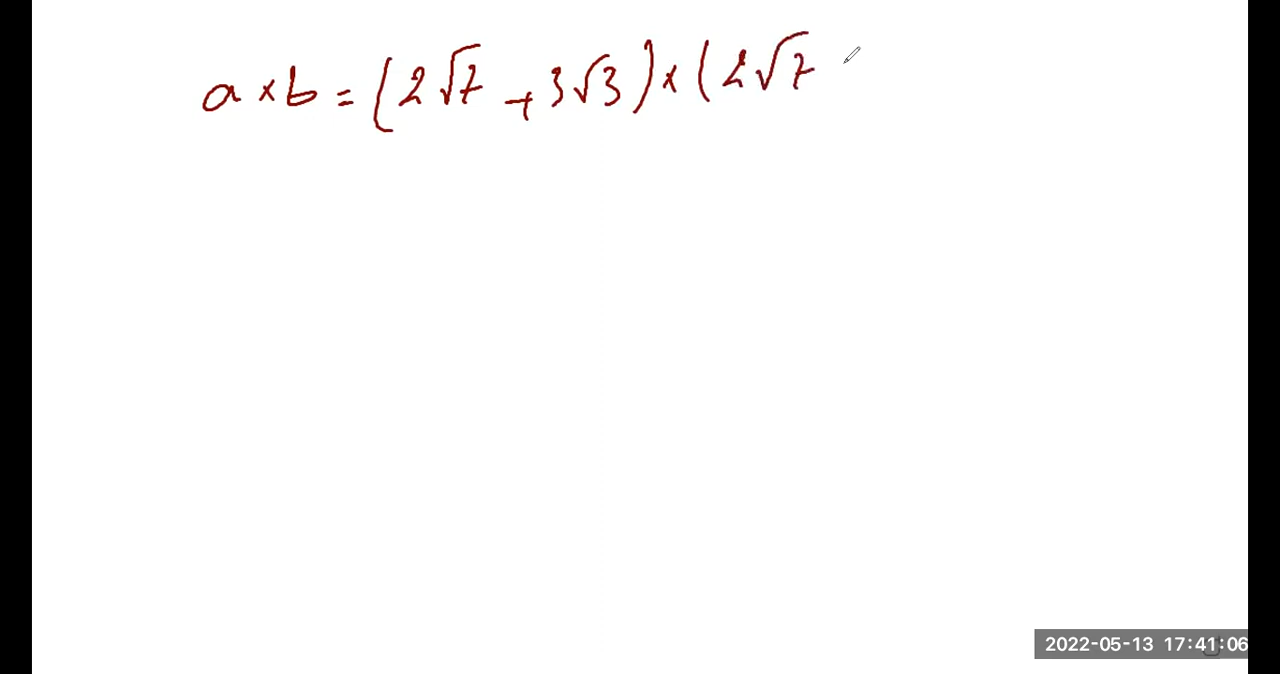 a × b = (2√7 + 3√3) × (2√7
2022-05-13 17:41:06